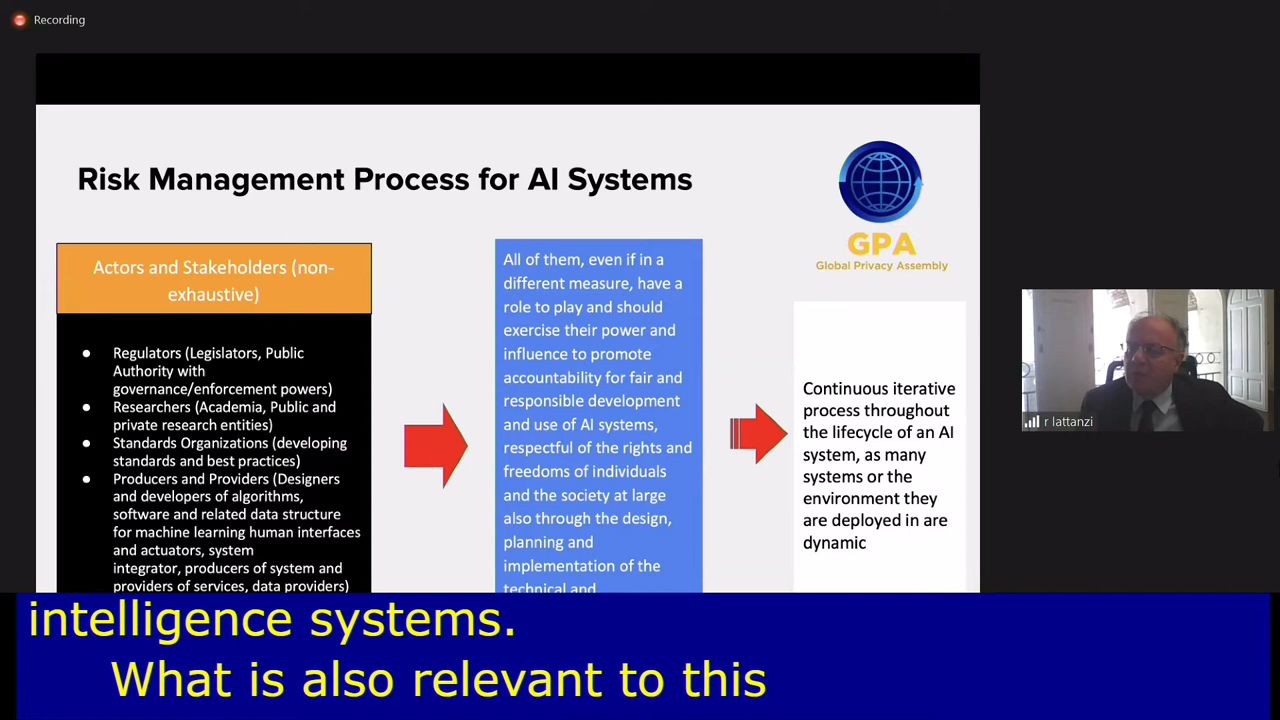 Recording
Risk Management Process for AI Systems
GPA
Global Privacy Assembly
Actors and Stakeholders (non-
exhaustive)
● Regulators (Legislators, Public
Authority with
governance/enforcement powers)
● Researchers (Academia, Public and
private research entities)
● Standards Organizations (developing
standards and best practices)
● Producers and Providers (Designers
and developers of algorithms,
software and related data structure
for machine learning human interfaces
and actuators, system
integrator, producers of system and
providers of services, data providers)
All of them, even if in a
different measure, have a
role to play and should
exercise their power and
influence to promote
accountability for fair and
responsible development
and use of AI systems,
respectful of the rights and
freedoms of individuals
and the society at large
also through the design,
planning and
implementation of the
technical and
Continuous iterative
process throughout
the lifecycle of an AI
system, as many
systems or the
environment they
are deployed in are
dynamic
r lattanzi
intelligence systems.
What is also relevant to this